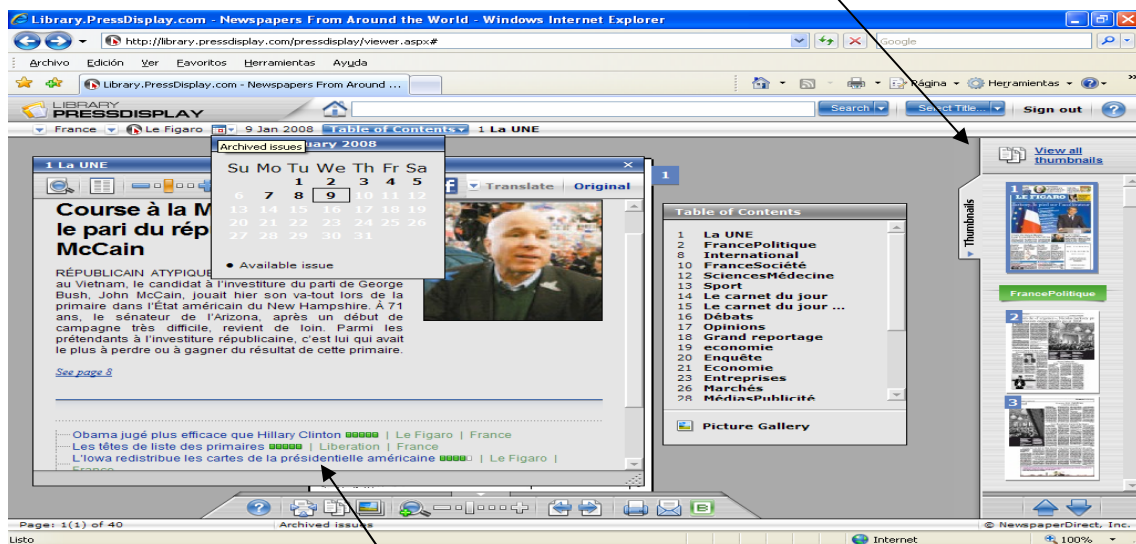 Library.PressDisplay.com - Newspapers From Around the World - Windows Internet Explorer
http://library.pressdisplay.com/pressdisplay/viewer.aspx#
Google
Archivo Edición Ver Favoritos Herramientas Ayuda
Library.PressDisplay.com - Newspapers From Around ...
Página Herramientas
LIBRARY
PRESSDISPLAY
Search
Select Title...
Sign out
France Le Figaro 9 Jan 2008 Table of Contents 1 La UNE
Archived issues
uary 2008
Su Mo Tu We Th Fr Sa
1 2 3 4 5
6 7 8 9 10 11 12
13 14 15 16 17 18 19
20 21 22 23 24 25 26
27 28 29 30 31
• Available issue
1 La UNE
Translate Original
Course à la M
le pari du rép
McCain
RÉPUBLICAIN ATYPIQUE
au Vietnam, le candidat à l'investiture du parti de George
Bush, John McCain, jouait hier son va-tout lors de la
primaire dans l'État américain du New Hampshire. À 71
ans, le sénateur de l'Arizona, après un début de
campagne très difficile, revient de loin. Parmi les
prétendants à l'investiture républicaine, c'est lui qui avait
le plus à perdre ou à gagner du résultat de cette primaire.
See page 8
Obama jugé plus efficace que Hillary Clinton | Le Figaro | France
Les têtes de liste des primaires | Liberation | France
L'Iowa redistribue les cartes de la présidentielle américaine | Le Figaro |
France
1
Table of Contents
1 La UNE
2 FrancePolitique
8 International
10 FranceSociété
12 SciencesMédecine
13 Sport
14 Le carnet du jour
15 Le carnet du jour ...
16 Débats
17 Opinions
18 Grand reportage
19 economie
20 Enquête
21 Economie
23 Entreprises
26 Marchés
28 MédiasPublicité
Picture Gallery
Thumbnails
View all
thumbnails
1
LE FIGARO
FrancePolitique
2
3
Page: 1(1) of 40
Archived issues
© NewspaperDirect, Inc.
Listo
Internet
100%